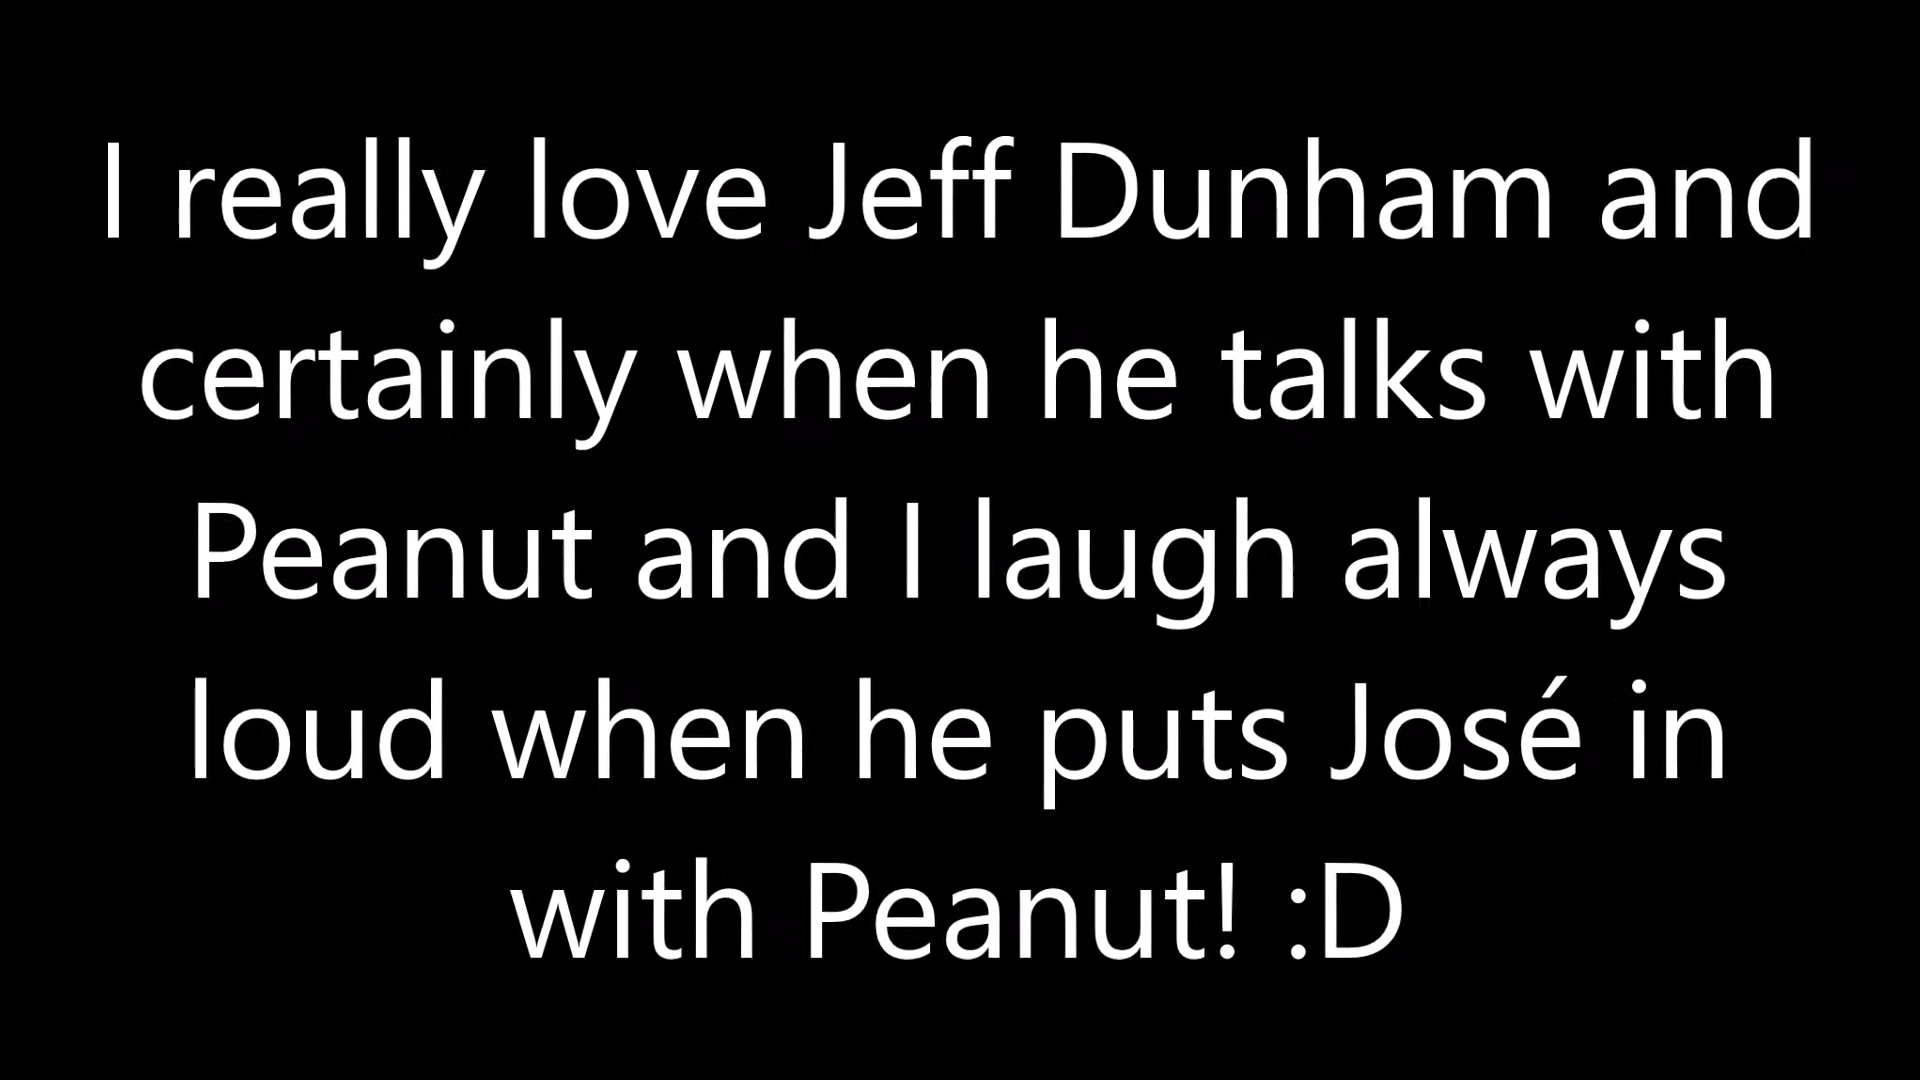 I really love Jeff Dunham and
certainly when he talks with
Peanut and I laugh always
loud when he puts José in
with Peanut! :D